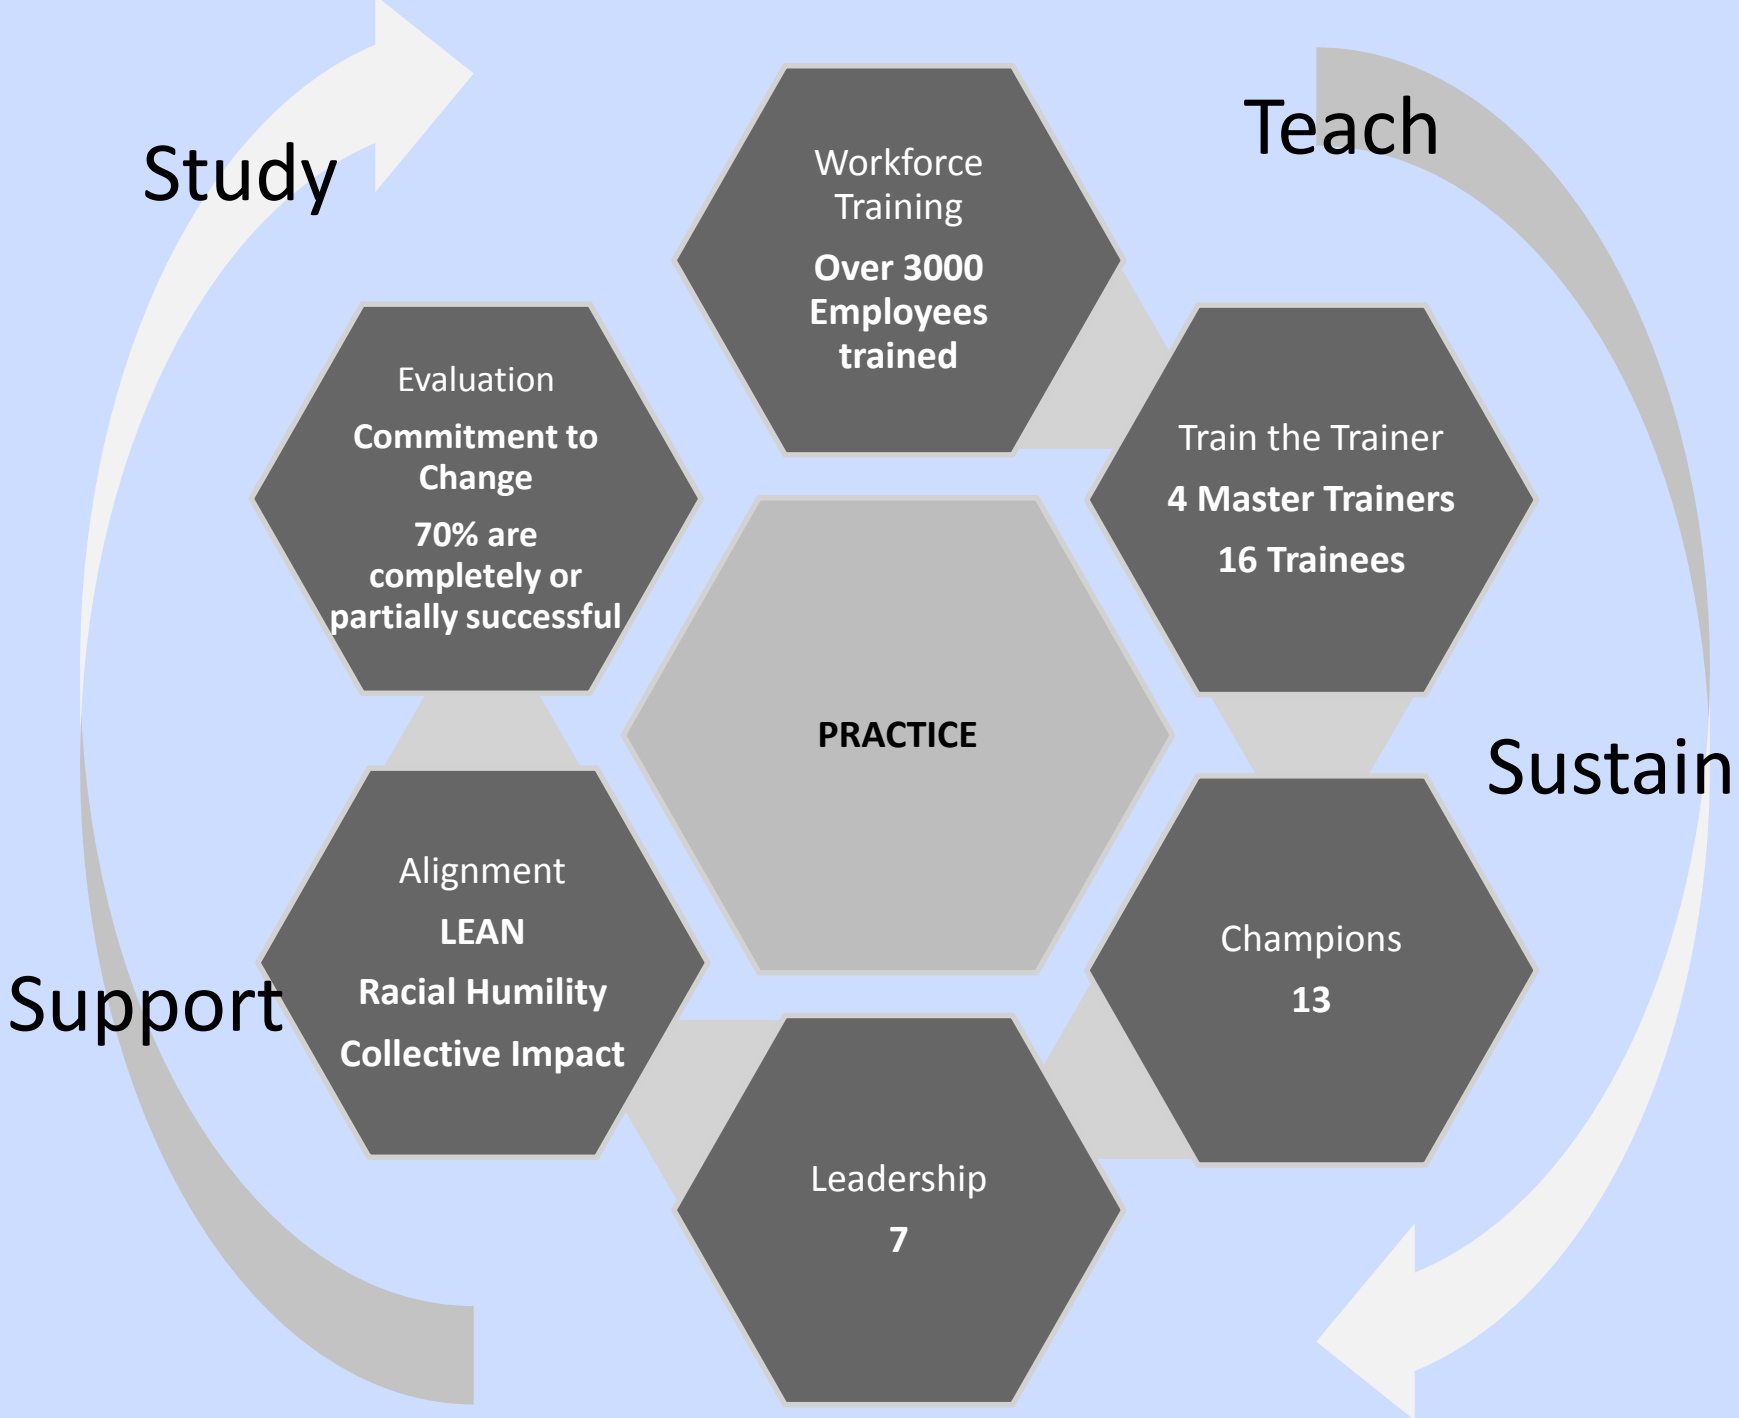 Study
Teach
Workforce
Training
Over 3000
Employees
trained
Evaluation
Commitment to
Change
70% are
completely or
partially successful
Train the Trainer
4 Master Trainers
16 Trainees
PRACTICE
Sustain
Support
Alignment
LEAN
Racial Humility
Collective Impact
Champions
13
Leadership
7